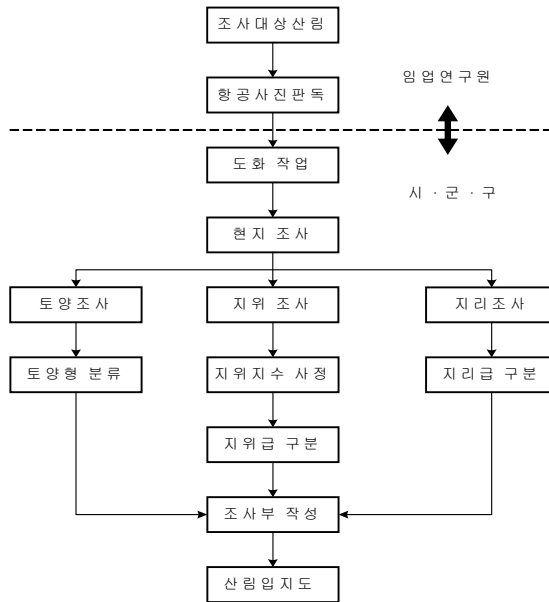 조사대상산림
항공사진판독
임업연구원
도화 작업
시 · 군 · 구
현지 조사
토양조사
지위 조사
지리조사
토양형 분류
지위지수 사정
지리급 구분
지위급 구분
조사부 작성
산림입지도